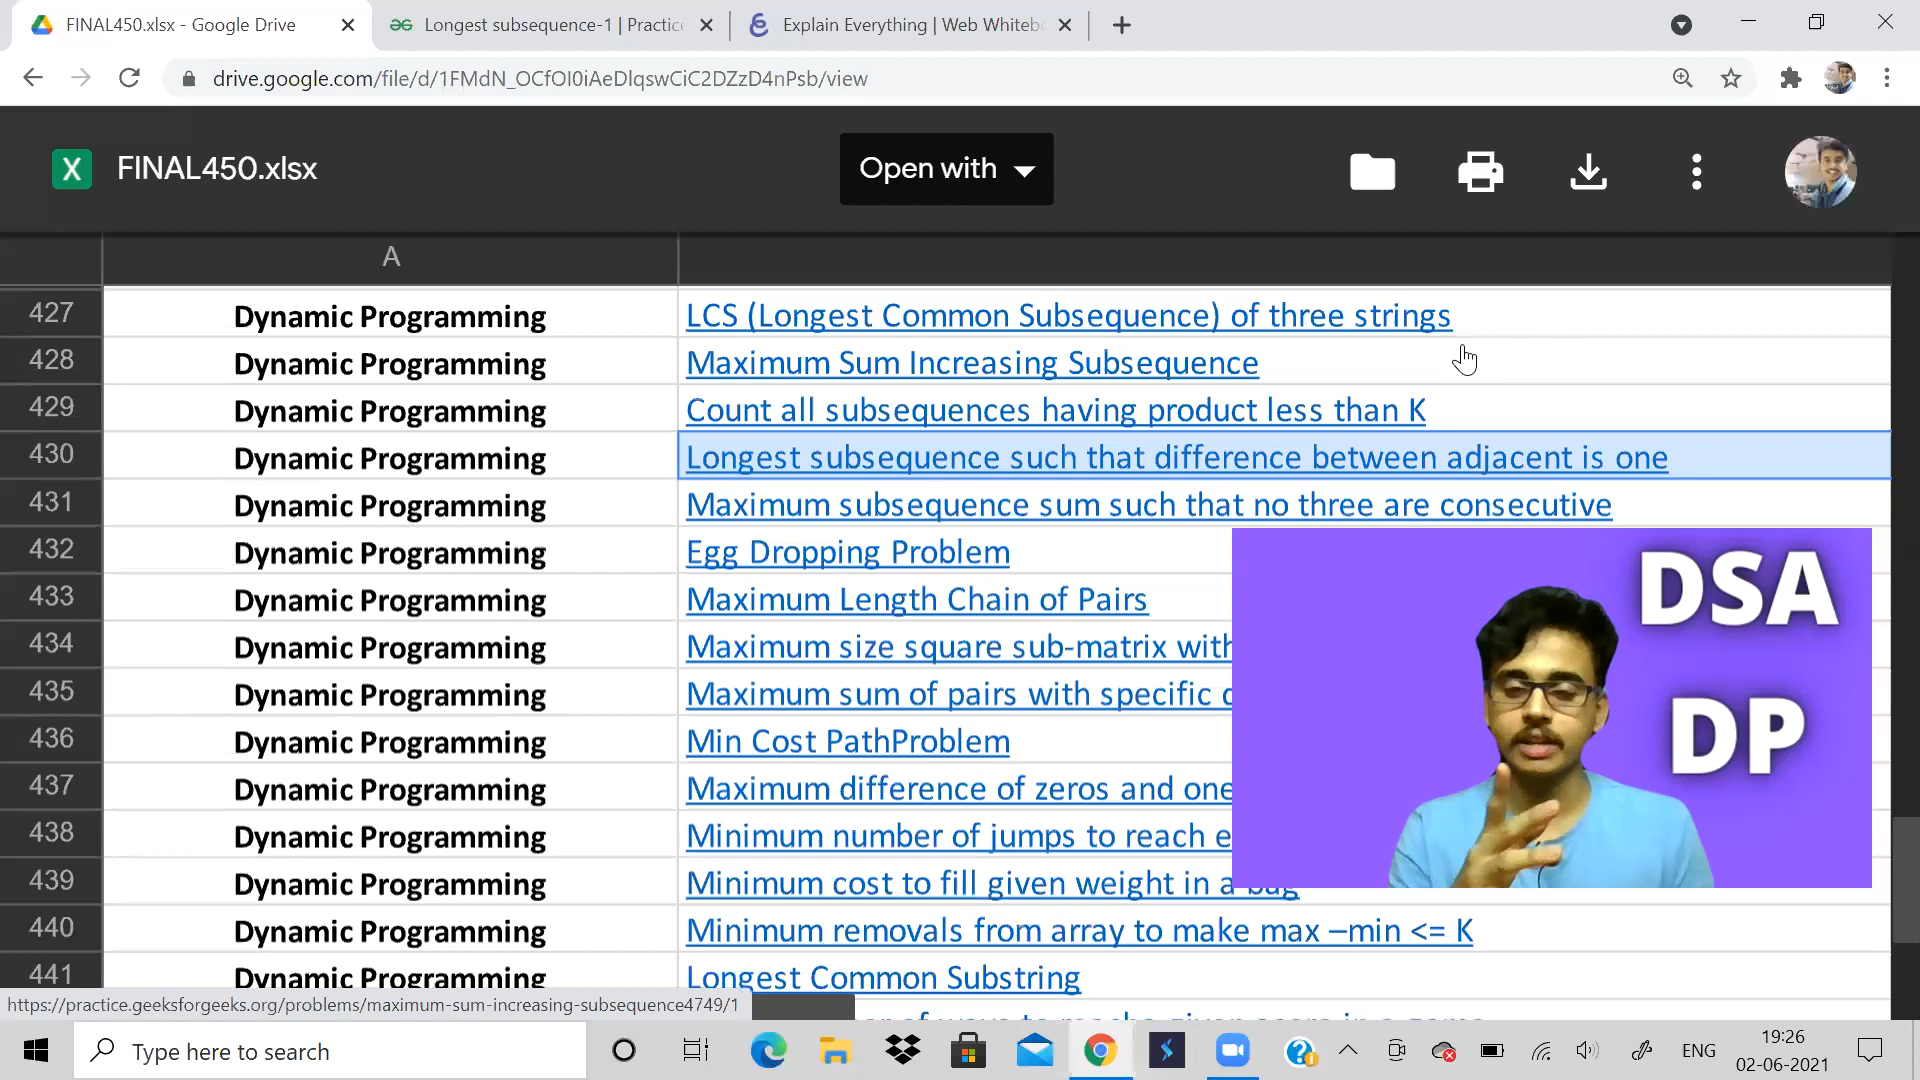 FINAL450.xlsx - Google Drive
Longest subsequence-1 | Practic
Explain Everything | Web Whitebo
drive.google.com/file/d/1FMdN_OCfOI0iAeDlqswCiC2DZzD4nPsb/view
X
FINAL450.xlsx
Open with
A
427 Dynamic Programming LCS (Longest Common Subsequence) of three strings
428 Dynamic Programming Maximum Sum Increasing Subsequence
429 Dynamic Programming Count all subsequences having product less than K
430 Dynamic Programming Longest subsequence such that difference between adjacent is one
431 Dynamic Programming Maximum subsequence sum such that no three are consecutive
432 Dynamic Programming Egg Dropping Problem
433 Dynamic Programming Maximum Length Chain of Pairs
434 Dynamic Programming Maximum size square sub-matrix with
435 Dynamic Programming Maximum sum of pairs with specific
436 Dynamic Programming Min Cost PathProblem
437 Dynamic Programming Maximum difference of zeros and one
438 Dynamic Programming Minimum number of jumps to reach e
439 Dynamic Programming Minimum cost to fill given weight in a bag
440 Dynamic Programming Minimum removals from array to make max –min <= K
441 Dynamic Programming Longest Common Substring
DSA
DP
https://practice.geeksforgeeks.org/problems/maximum-sum-increasing-subsequence4749/1
Type here to search
ENG
19:26
02-06-2021